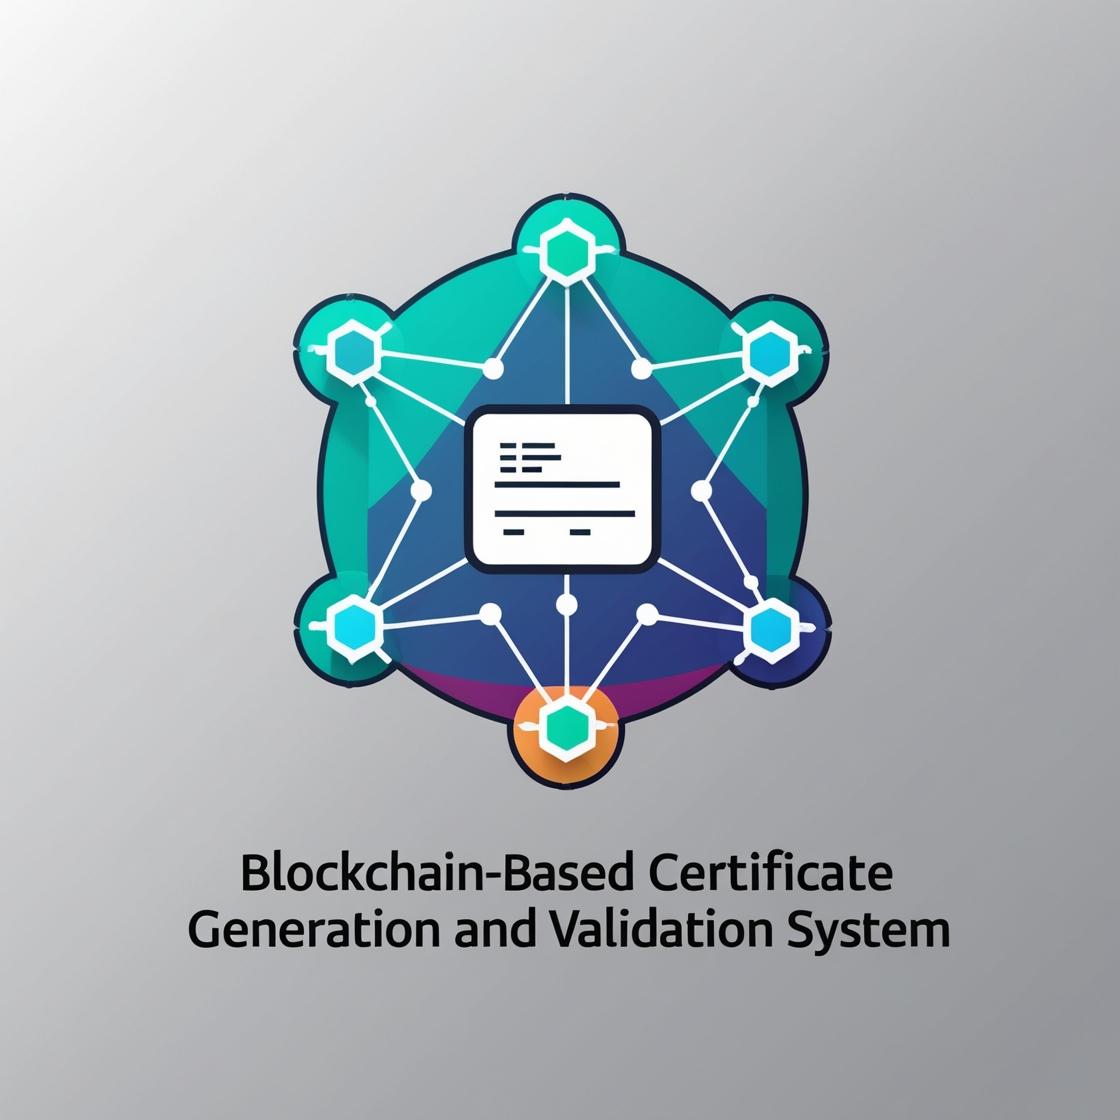 Blockchain-Based Certificate
Generation and Validation System